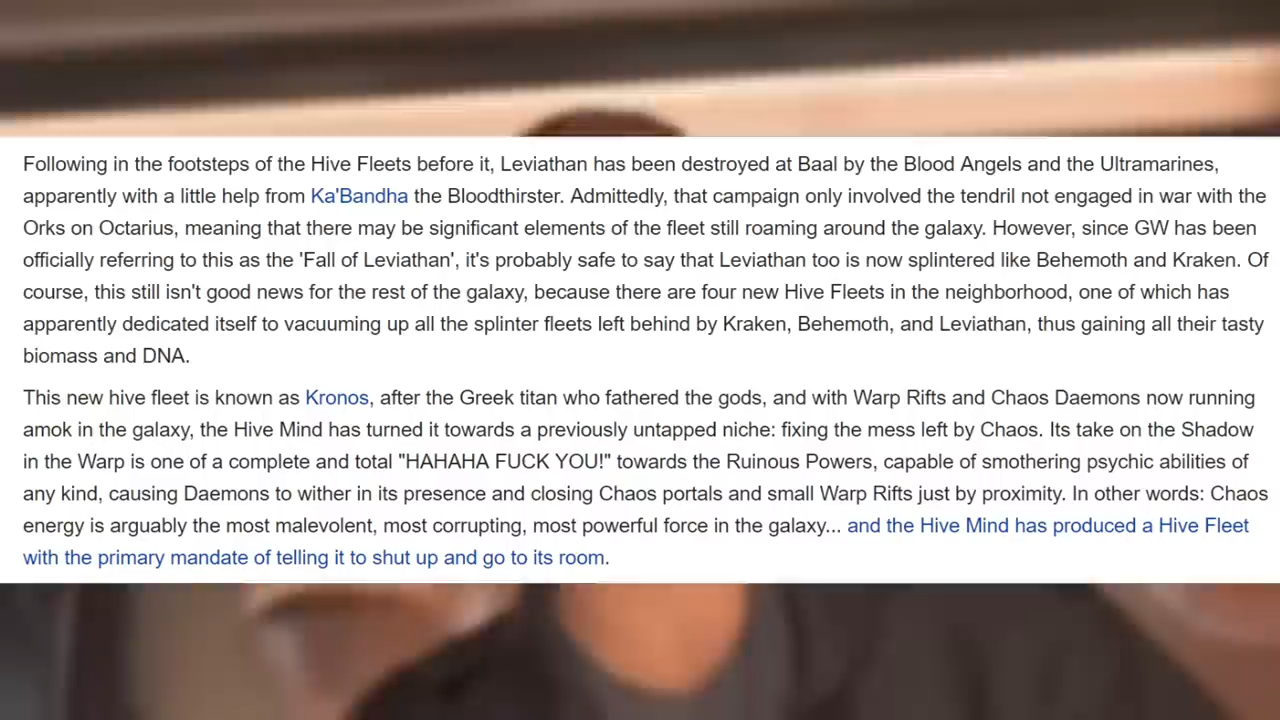 Following in the footsteps of the Hive Fleets before it, Leviathan has been destroyed at Baal by the Blood Angels and the Ultramarines,
apparently with a little help from Ka'Bandha the Bloodthirster. Admittedly, that campaign only involved the tendril not engaged in war with the
Orks on Octarius, meaning that there may be significant elements of the fleet still roaming around the galaxy. However, since GW has been
officially referring to this as the 'Fall of Leviathan', it's probably safe to say that Leviathan too is now splintered like Behemoth and Kraken. Of
course, this still isn't good news for the rest of the galaxy, because there are four new Hive Fleets in the neighborhood, one of which has
apparently dedicated itself to vacuuming up all the splinter fleets left behind by Kraken, Behemoth, and Leviathan, thus gaining all their tasty
biomass and DNA.
This new hive fleet is known as Kronos, after the Greek titan who fathered the gods, and with Warp Rifts and Chaos Daemons now running
amok in the galaxy, the Hive Mind has turned it towards a previously untapped niche: fixing the mess left by Chaos. Its take on the Shadow
in the Warp is one of a complete and total "HAHAHA FUCK YOU!" towards the Ruinous Powers, capable of smothering psychic abilities of
any kind, causing Daemons to wither in its presence and closing Chaos portals and small Warp Rifts just by proximity. In other words: Chaos
energy is arguably the most malevolent, most corrupting, most powerful force in the galaxy... and the Hive Mind has produced a Hive Fleet
with the primary mandate of telling it to shut up and go to its room.